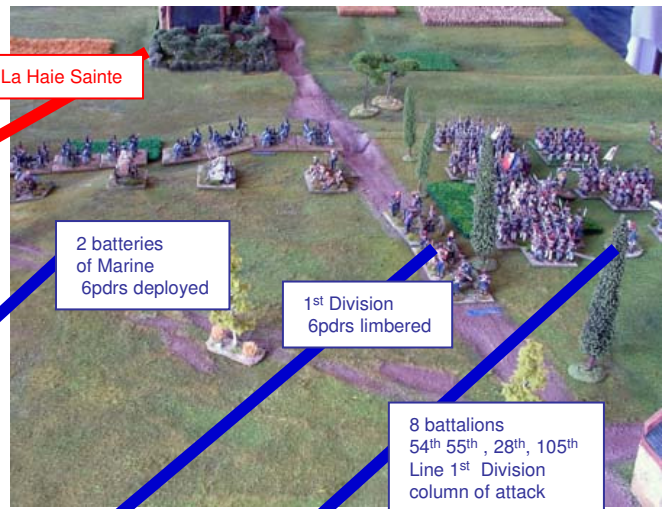 La Haie Sainte
2 batteries
of Marine
6pdrs deployed
1st Division
6pdrs limbered
8 battalions
54th 55th , 28th, 105th
Line 1st Division
column of attack